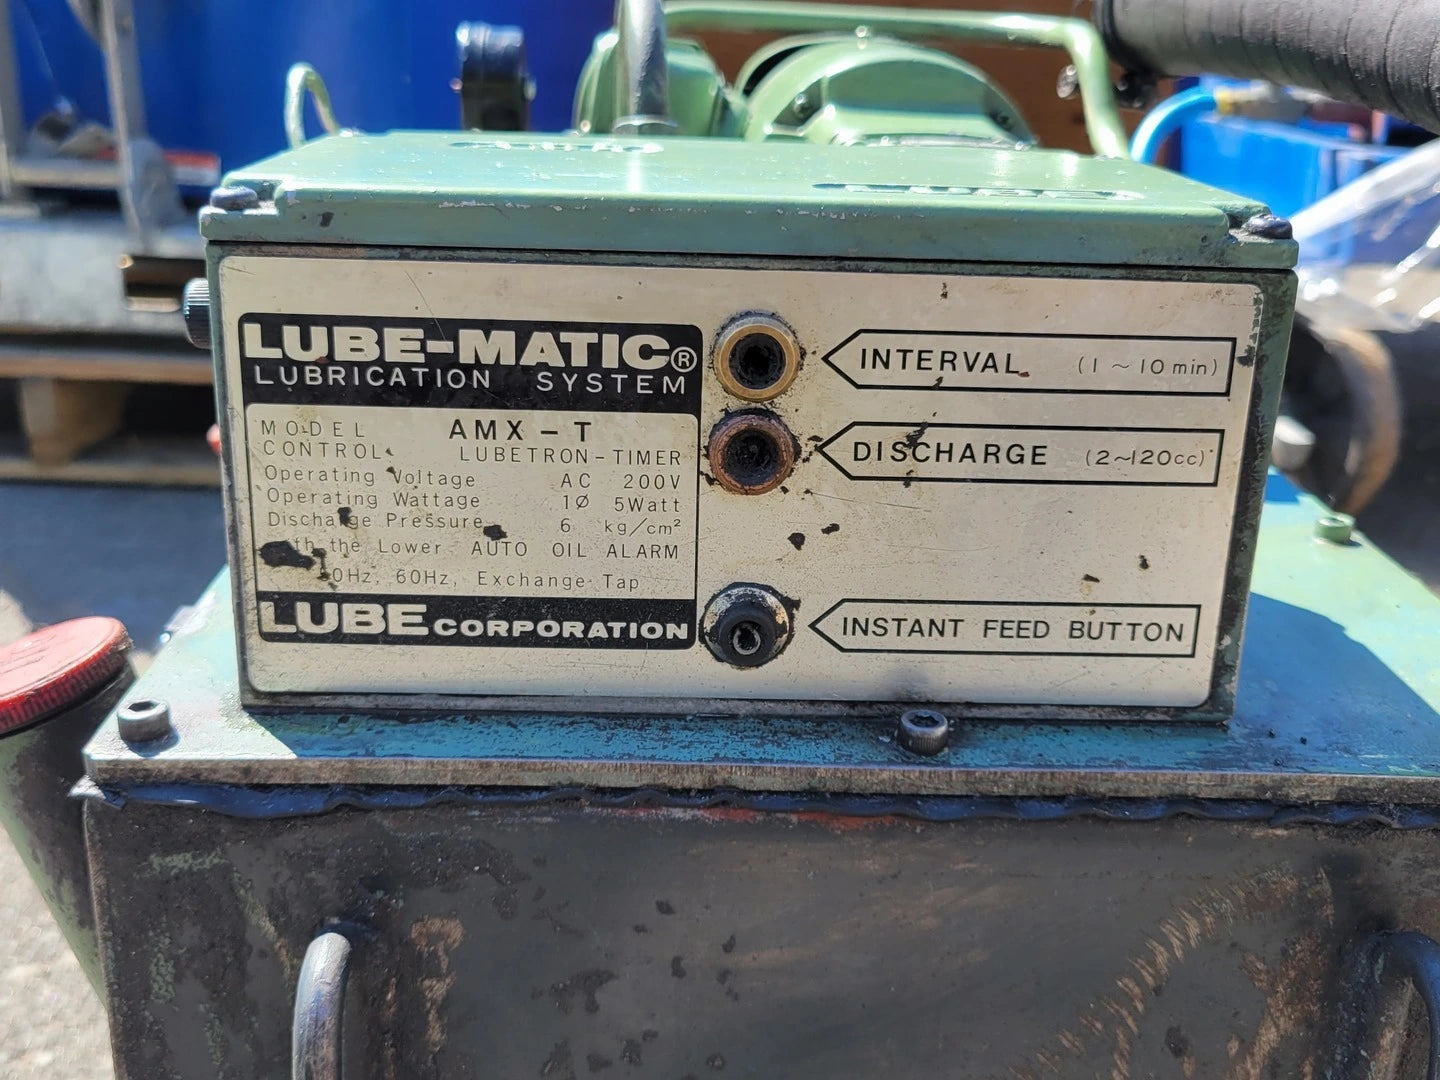 LUBE-MATIC®
LUBRICATION SYSTEM
MODEL AMX-T
CONTROL LUBETRON-TIMER
Operating Voltage AC 200V
Operating Wattage 1Ø 5Watt
Discharge Pressure 6 kg/cm²
the Lower AUTO OIL ALARM
60Hz, Exchange Tap
LUBE CORPORATION
INTERVAL (1 ~ 10 min)
DISCHARGE (2~120cc)
INSTANT FEED BUTTON